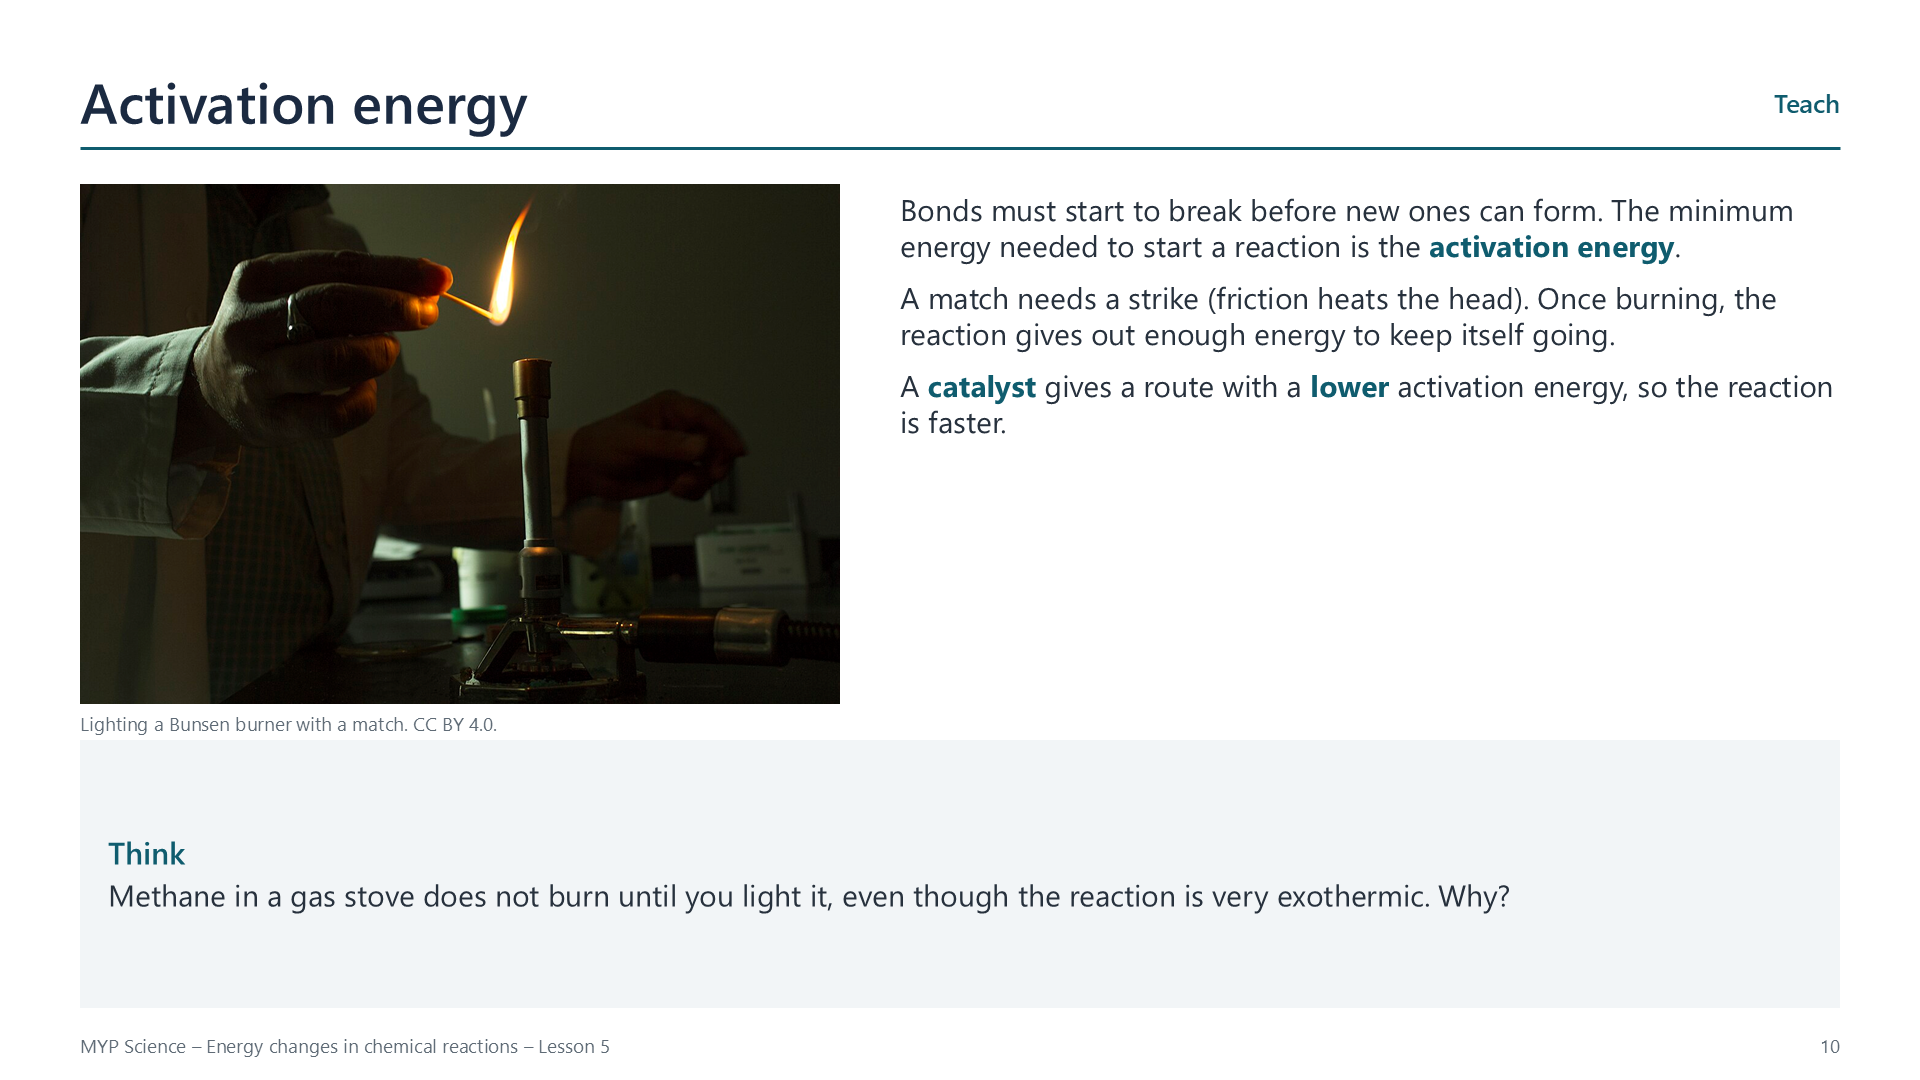 Activation energy
Teach
Bonds must start to break before new ones can form. The minimum
energy needed to start a reaction is the activation energy.
A match needs a strike (friction heats the head). Once burning, the
reaction gives out enough energy to keep itself going.
A catalyst gives a route with a lower activation energy, so the reaction
is faster.
Lighting a Bunsen burner with a match. CC BY 4.0.
Think
Methane in a gas stove does not burn until you light it, even though the reaction is very exothermic. Why?
MYP Science – Energy changes in chemical reactions – Lesson 5
10